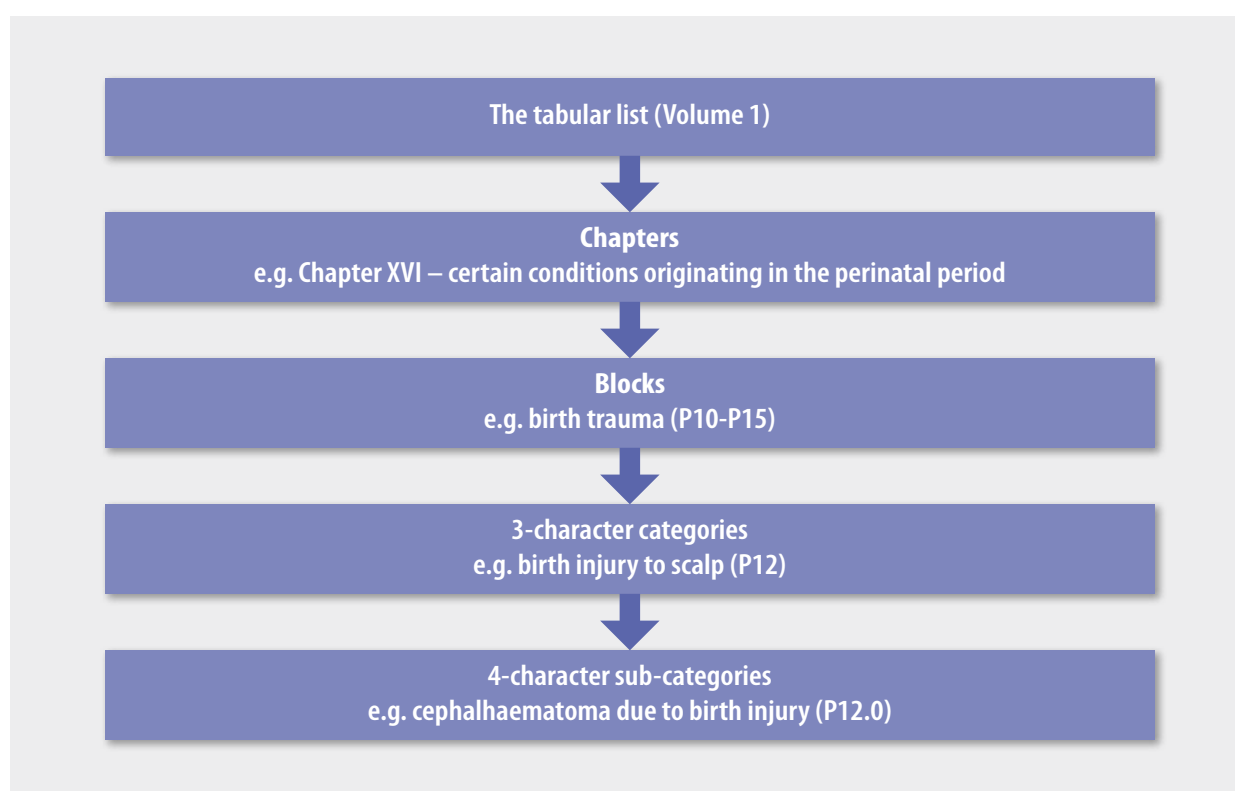 The tabular list (Volume 1)
Chapters
e.g. Chapter XVI – certain conditions originating in the perinatal period
Blocks
e.g. birth trauma (P10-P15)
3-character categories
e.g. birth injury to scalp (P12)
4-character sub-categories
e.g. cephalhaematoma due to birth injury (P12.0)